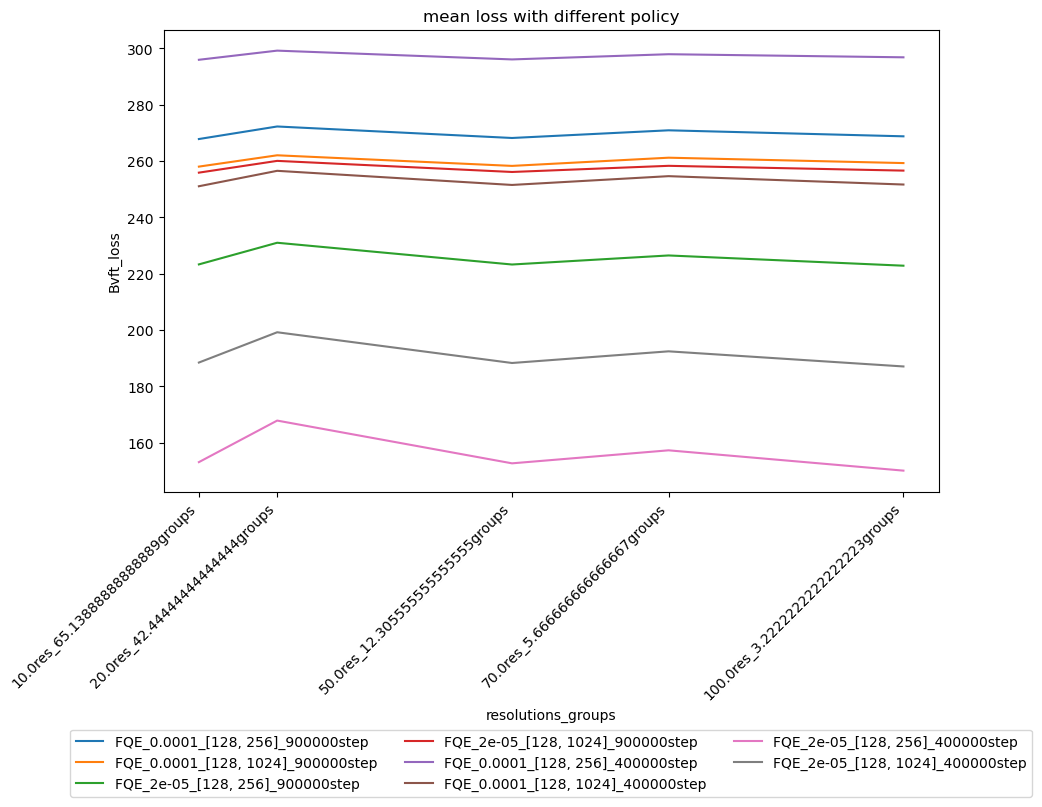 mean loss with different policy
300
280
260
240
220
200
180
160
Bvft_loss
10.0res_65.13888888888889groups
20.0res_42.44444444444444groups
50.0res_12.305555555555555groups
70.0res_5.666666666666667groups
100.0res_3.2222222222222223groups
resolutions_groups
FQE_0.0001_[128, 256]_900000step
FQE_0.0001_[128, 1024]_900000step
FQE_2e-05_[128, 256]_900000step
FQE_2e-05_[128, 1024]_900000step
FQE_0.0001_[128, 256]_400000step
FQE_0.0001_[128, 1024]_400000step
FQE_2e-05_[128, 256]_400000step
FQE_2e-05_[128, 1024]_400000step